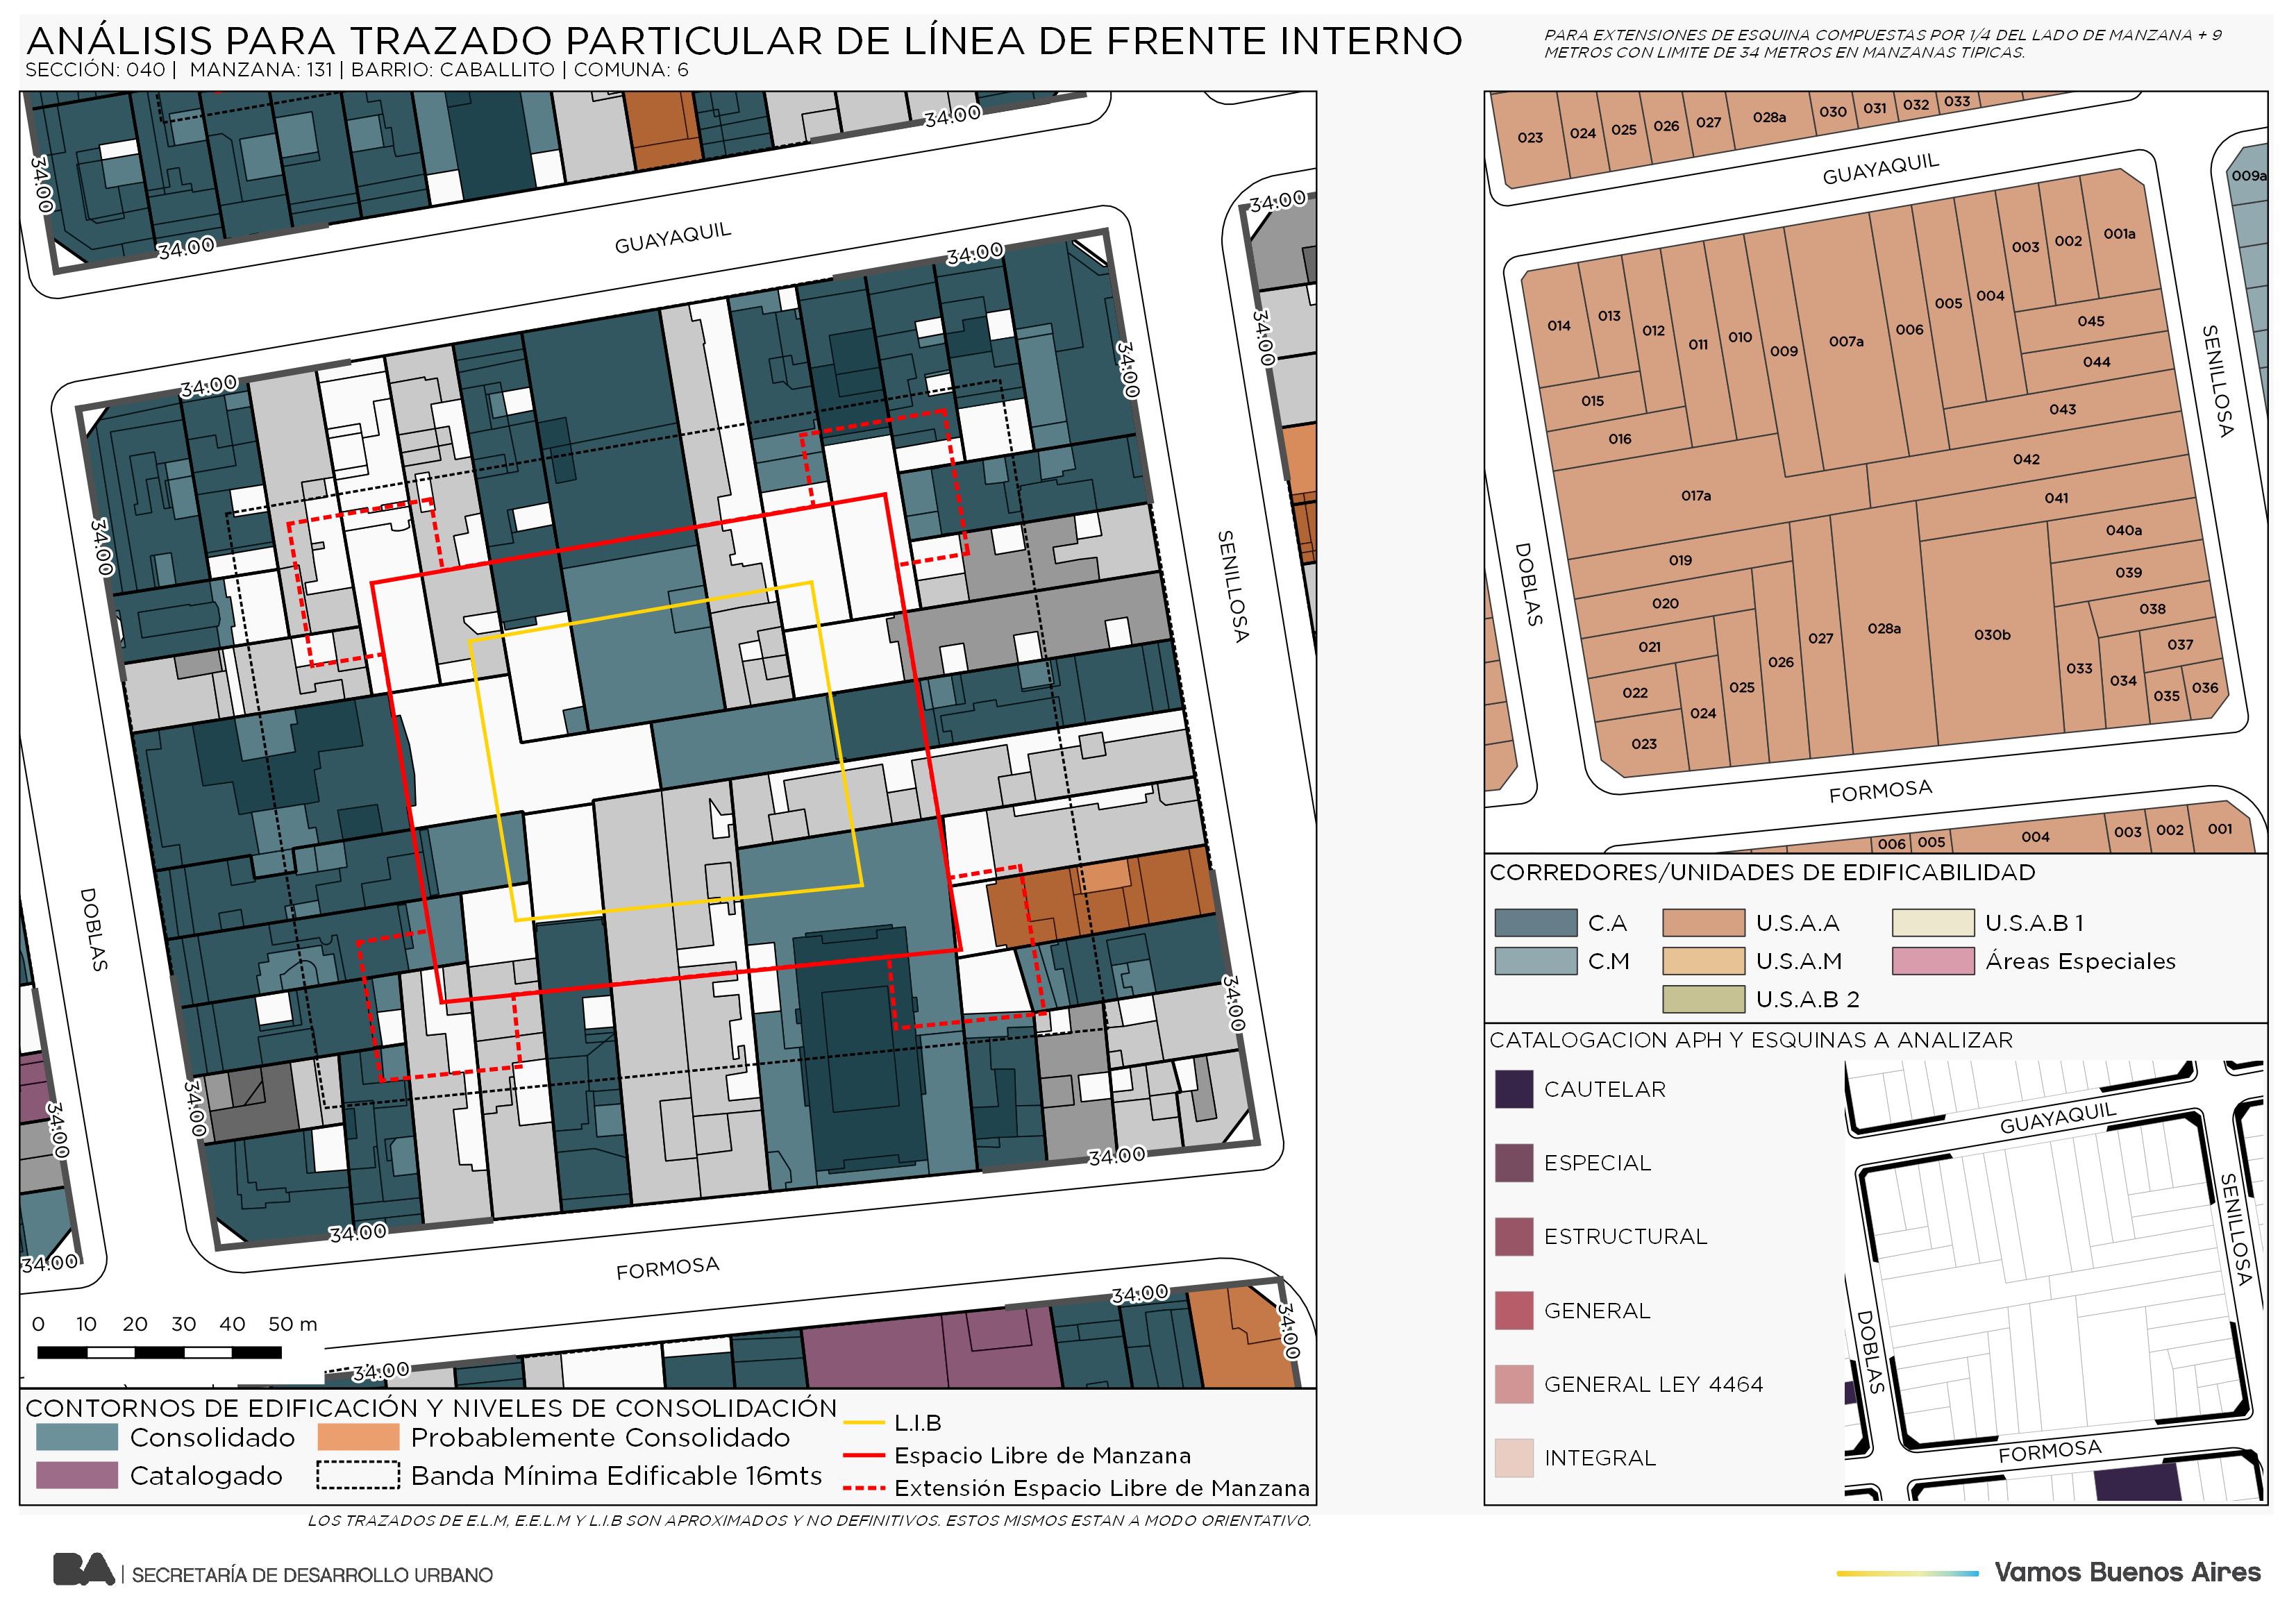 ANÁLISIS PARA TRAZADO PARTICULAR DE LÍNEA DE FRENTE INTERNO
SECCIÓN: 040 | MANZANA: 131 | BARRIO: CABALLITO | COMUNA: 6
PARA EXTENSIONES DE ESQUINA COMPUESTAS POR 1/4 DEL LADO DE MANZANA + 9
METROS CON LIMITE DE 34 METROS EN MANZANAS TIPICAS.
34.00
34.00
34.00
GUAYAQUIL
34.00
34.00
34.00
34.00
34.00
34.00
SENILLOSA
DOBLAS
34.00
34.00
34.00
34.00
34.00
34.00
FORMOSA
34.00
34.00
34.00
0 10 20 30 40 50 m
CONTORNOS DE EDIFICACIÓN Y NIVELES DE CONSOLIDACIÓN
Consolidado
Probablemente Consolidado
Catalogado
Banda Mínima Edificable 16mts
L.I.B
Espacio Libre de Manzana
Extensión Espacio Libre de Manzana
LOS TRAZADOS DE E.L.M, E.E.L.M Y L.I.B SON APROXIMADOS Y NO DEFINITIVOS. ESTOS MISMOS ESTAN A MODO ORIENTATIVO.
023 024 025 026 027 028a 030 031 032 033
GUAYAQUIL
009a
014 013 012 011 010 009 007a 006 005 004 003 002 001a
045
044
015
043
016
042
017a
041
040a
019
039
020
038
021
037
022
036
023 024 025 026 027 028a 030b 033 034 035
SENILLOSA
DOBLAS
FORMOSA
006 005 004 003 002 001
CORREDORES/UNIDADES DE EDIFICABILIDAD
C.A
U.S.A.A
U.S.A.B 1
C.M
U.S.A.M
Áreas Especiales
U.S.A.B 2
CATALOGACION APH Y ESQUINAS A ANALIZAR
CAUTELAR
ESPECIAL
ESTRUCTURAL
GENERAL
GENERAL LEY 4464
INTEGRAL
GUAYAQUIL
SENILLOSA
DOBLAS
FORMOSA
BA | SECRETARÍA DE DESARROLLO URBANO
Vamos Buenos Aires